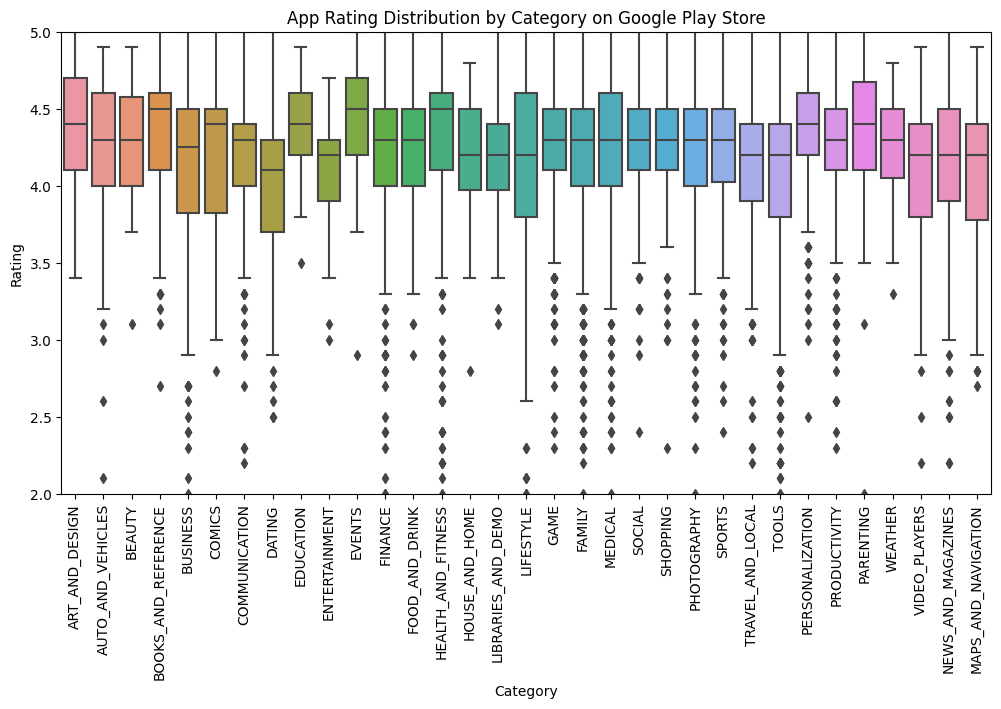 App Rating Distribution by Category on Google Play Store
5.0
4.5
4.0
3.5
3.0
2.5
2.0
Rating
ART_AND_DESIGN
AUTO_AND_VEHICLES
BEAUTY
BOOKS_AND_REFERENCE
BUSINESS
COMICS
COMMUNICATION
DATING
EDUCATION
ENTERTAINMENT
EVENTS
FINANCE
FOOD_AND_DRINK
HEALTH_AND_FITNESS
HOUSE_AND_HOME
LIBRARIES_AND_DEMO
LIFESTYLE
GAME
FAMILY
MEDICAL
SOCIAL
SHOPPING
PHOTOGRAPHY
SPORTS
TRAVEL_AND_LOCAL
TOOLS
PERSONALIZATION
PRODUCTIVITY
PARENTING
WEATHER
VIDEO_PLAYERS
NEWS_AND_MAGAZINES
MAPS_AND_NAVIGATION
Category